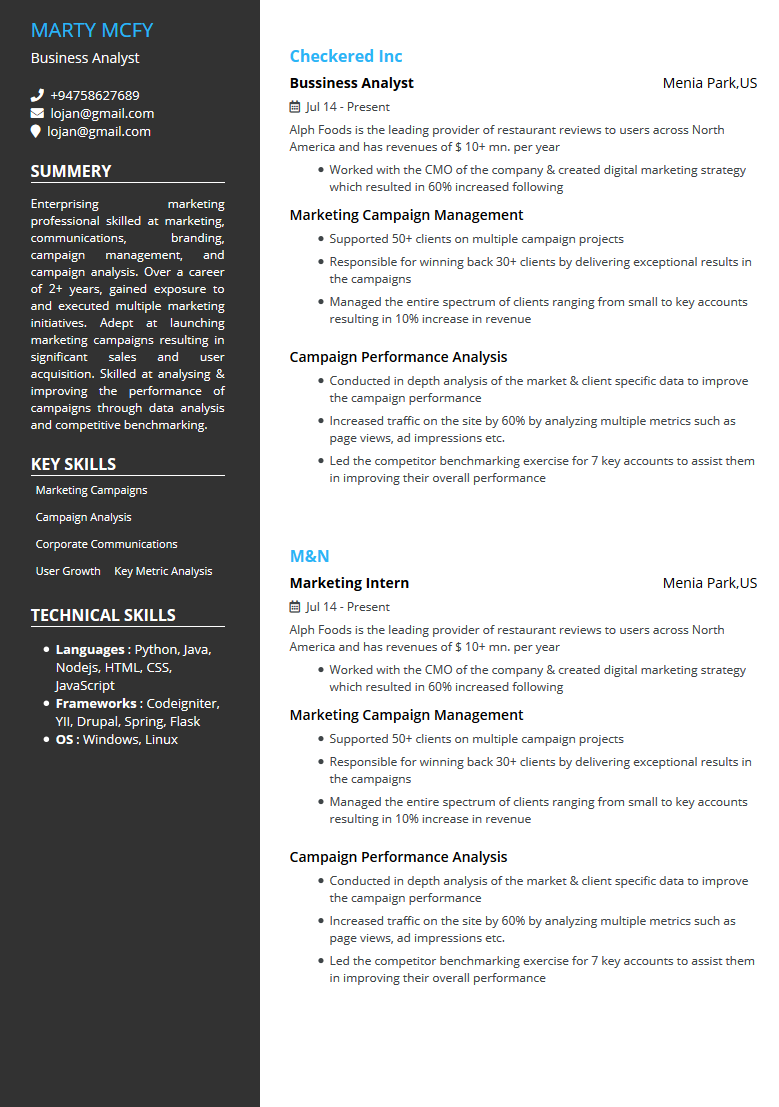 MARTY MCFY
Business Analyst
+94758627689
lojan@gmail.com
lojan@gmail.com
SUMMERY
Enterprising marketing
professional skilled at marketing,
communications, branding,
campaign management, and
campaign analysis. Over a career
of 2+ years, gained exposure to
and executed multiple marketing
initiatives. Adept at launching
marketing campaigns resulting in
significant sales and user
acquisition. Skilled at analysing &
improving the performance of
campaigns through data analysis
and competitive benchmarking.
KEY SKILLS
Marketing Campaigns
Campaign Analysis
Corporate Communications
User Growth Key Metric Analysis
TECHNICAL SKILLS
• Languages : Python, Java,
Nodejs, HTML, CSS,
JavaScript
• Frameworks : Codeigniter,
YII, Drupal, Spring, Flask
• OS : Windows, Linux
Checkered Inc
Bussiness Analyst Menia Park,US
Jul 14 - Present
Alph Foods is the leading provider of restaurant reviews to users across North
America and has revenues of $ 10+ mn. per year
• Worked with the CMO of the company & created digital marketing strategy
which resulted in 60% increased following
Marketing Campaign Management
• Supported 50+ clients on multiple campaign projects
• Responsible for winning back 30+ clients by delivering exceptional results in
the campaigns
• Managed the entire spectrum of clients ranging from small to key accounts
resulting in 10% increase in revenue
Campaign Performance Analysis
• Conducted in depth analysis of the market & client specific data to improve
the campaign performance
• Increased traffic on the site by 60% by analyzing multiple metrics such as
page views, ad impressions etc.
• Led the competitor benchmarking exercise for 7 key accounts to assist them
in improving their overall performance
M&N
Marketing Intern Menia Park,US
Jul 14 - Present
Alph Foods is the leading provider of restaurant reviews to users across North
America and has revenues of $ 10+ mn. per year
• Worked with the CMO of the company & created digital marketing strategy
which resulted in 60% increased following
Marketing Campaign Management
• Supported 50+ clients on multiple campaign projects
• Responsible for winning back 30+ clients by delivering exceptional results in
the campaigns
• Managed the entire spectrum of clients ranging from small to key accounts
resulting in 10% increase in revenue
Campaign Performance Analysis
• Conducted in depth analysis of the market & client specific data to improve
the campaign performance
• Increased traffic on the site by 60% by analyzing multiple metrics such as
page views, ad impressions etc.
• Led the competitor benchmarking exercise for 7 key accounts to assist them
in improving their overall performance